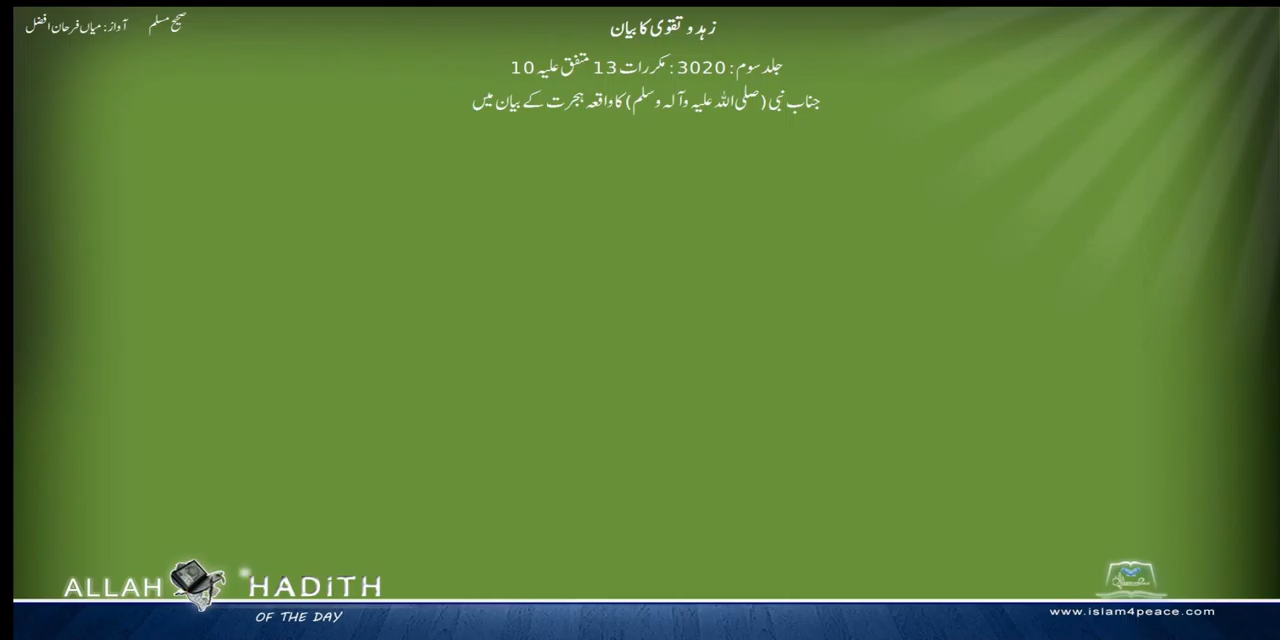 زہد و تقوی کا بیان
صحیح مسلم آواز: میاں فرحان افضل
جلد سوم : 3020 : مکررات 13 متفق علیہ 10
جناب نبی (صلی اللہ علیہ وآلہ وسلم) کا واقعہ ہجرت کے بیان میں
ALLAH HADITH
OF THE DAY
www.islam4peace.com